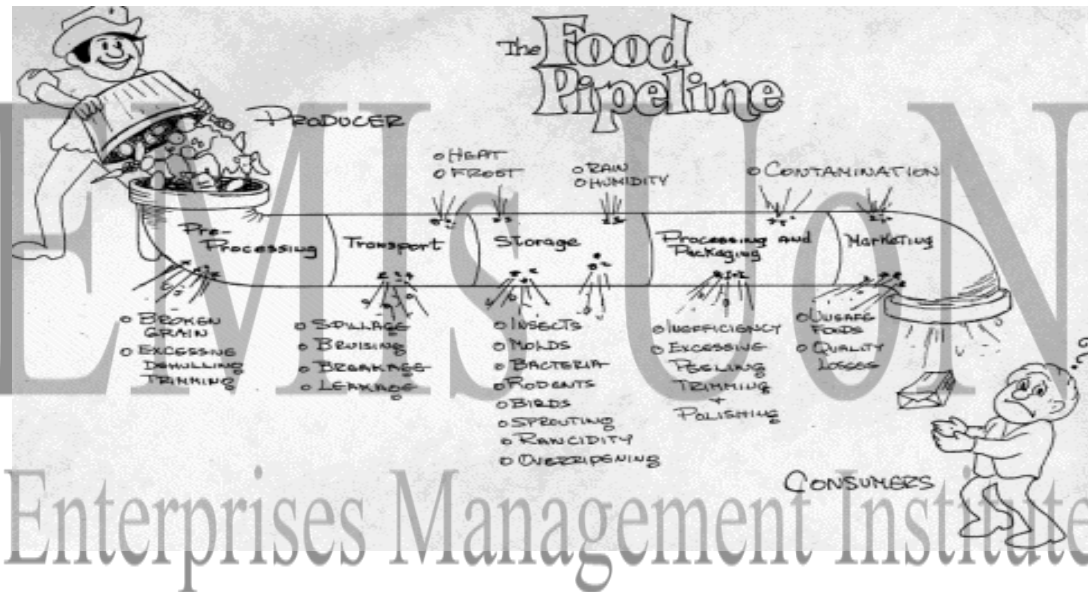 The Food
Pipeline
PRODUCER
o HEAT
o FROST
o RAIN
o HUMIDITY
o CONTAMINATION
Pre-
Processing
Transport
Storage
Processing and
Packaging
Marketing
o BROKEN
GRAIN
o EXCESSIVE
DEHULLING
TRIMMING
o SPILLAGE
o BRUISING
o BREAKAGE
o LEAKAGE
o INSECTS
o MOLDS
o BACTERIA
o RODENTS
o BIRDS
o SPROUTING
o RANCIDITY
o OVERRIPENING
o INEFFICIENCY
o EXCESSIVE
PEELING
TRIMMING
+
POLISHING
o UNSAFE
FOODS
o QUALITY
LOSSES
CONSUMERS
EMIS UoN
Enterprises Management Institute